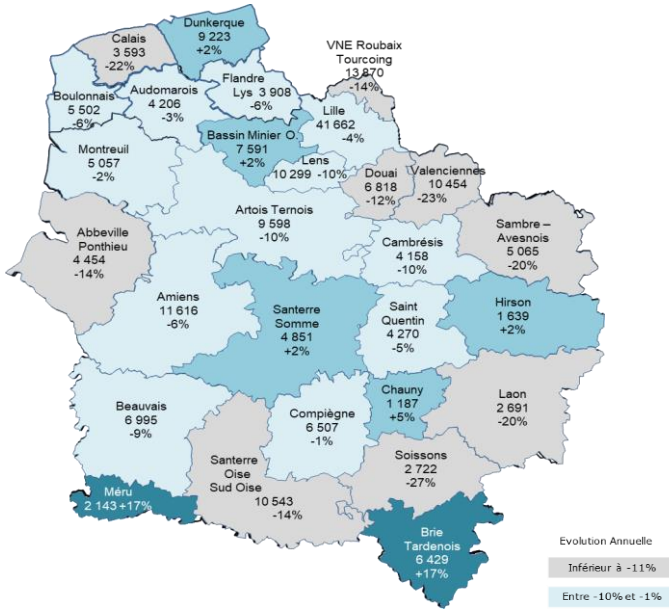 Dunkerque
9 223
+2%
Calais
3 593
-22%
VNE Roubaix
Tourcoing
13 870
-14%
Boulonnais
5 502
-6%
Audomarois
4 206
-3%
Flandre
Lys 3 908
-6%
Lille
41 662
-4%
Bassin Minier O.
7 591
+2%
Montreuil
5 057
-2%
Lens
10 299 -10%
Douai
6 818
-12%
Valenciennes
10 454
-23%
Artois Ternois
9 598
-10%
Abbeville
Ponthieu
4 454
-14%
Cambrésis
4 158
-10%
Sambre –
Avesnois
5 065
-20%
Amiens
11 616
-6%
Santerre
Somme
4 851
+2%
Saint
Quentin
4 270
-5%
Hirson
1 639
+2%
Beauvais
6 995
-9%
Compiègne
6 507
-1%
Chauny
1 187
+5%
Laon
2 691
-20%
Santerre
Oise
Sud Oise
10 543
-14%
Soissons
2 722
-27%
Méru
2 143 +17%
Brie
Tardenois
6 429
+17%
Evolution Annuelle
Inférieur à -11%
Entre -10% et -1%